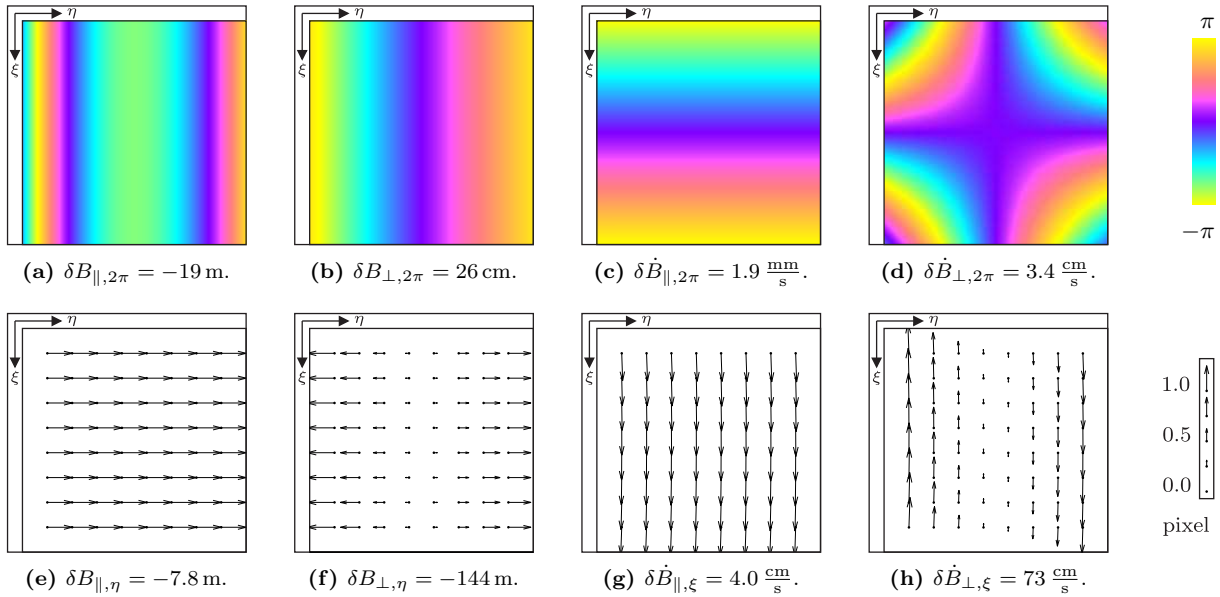 η η η η π
ξ ξ ξ ξ
−π
(a) δB∥,2π = −19 m. (b) δB⊥,2π = 26 cm. (c) δḂ∥,2π = 1.9 mm/s. (d) δḂ⊥,2π = 3.4 cm/s.
η η η η
ξ ξ ξ ξ
1.0
0.5
0.0
pixel
(e) δB∥,η = −7.8 m. (f) δB⊥,η = −144 m. (g) δḂ∥,ξ = 4.0 cm/s. (h) δḂ⊥,ξ = 73 cm/s.